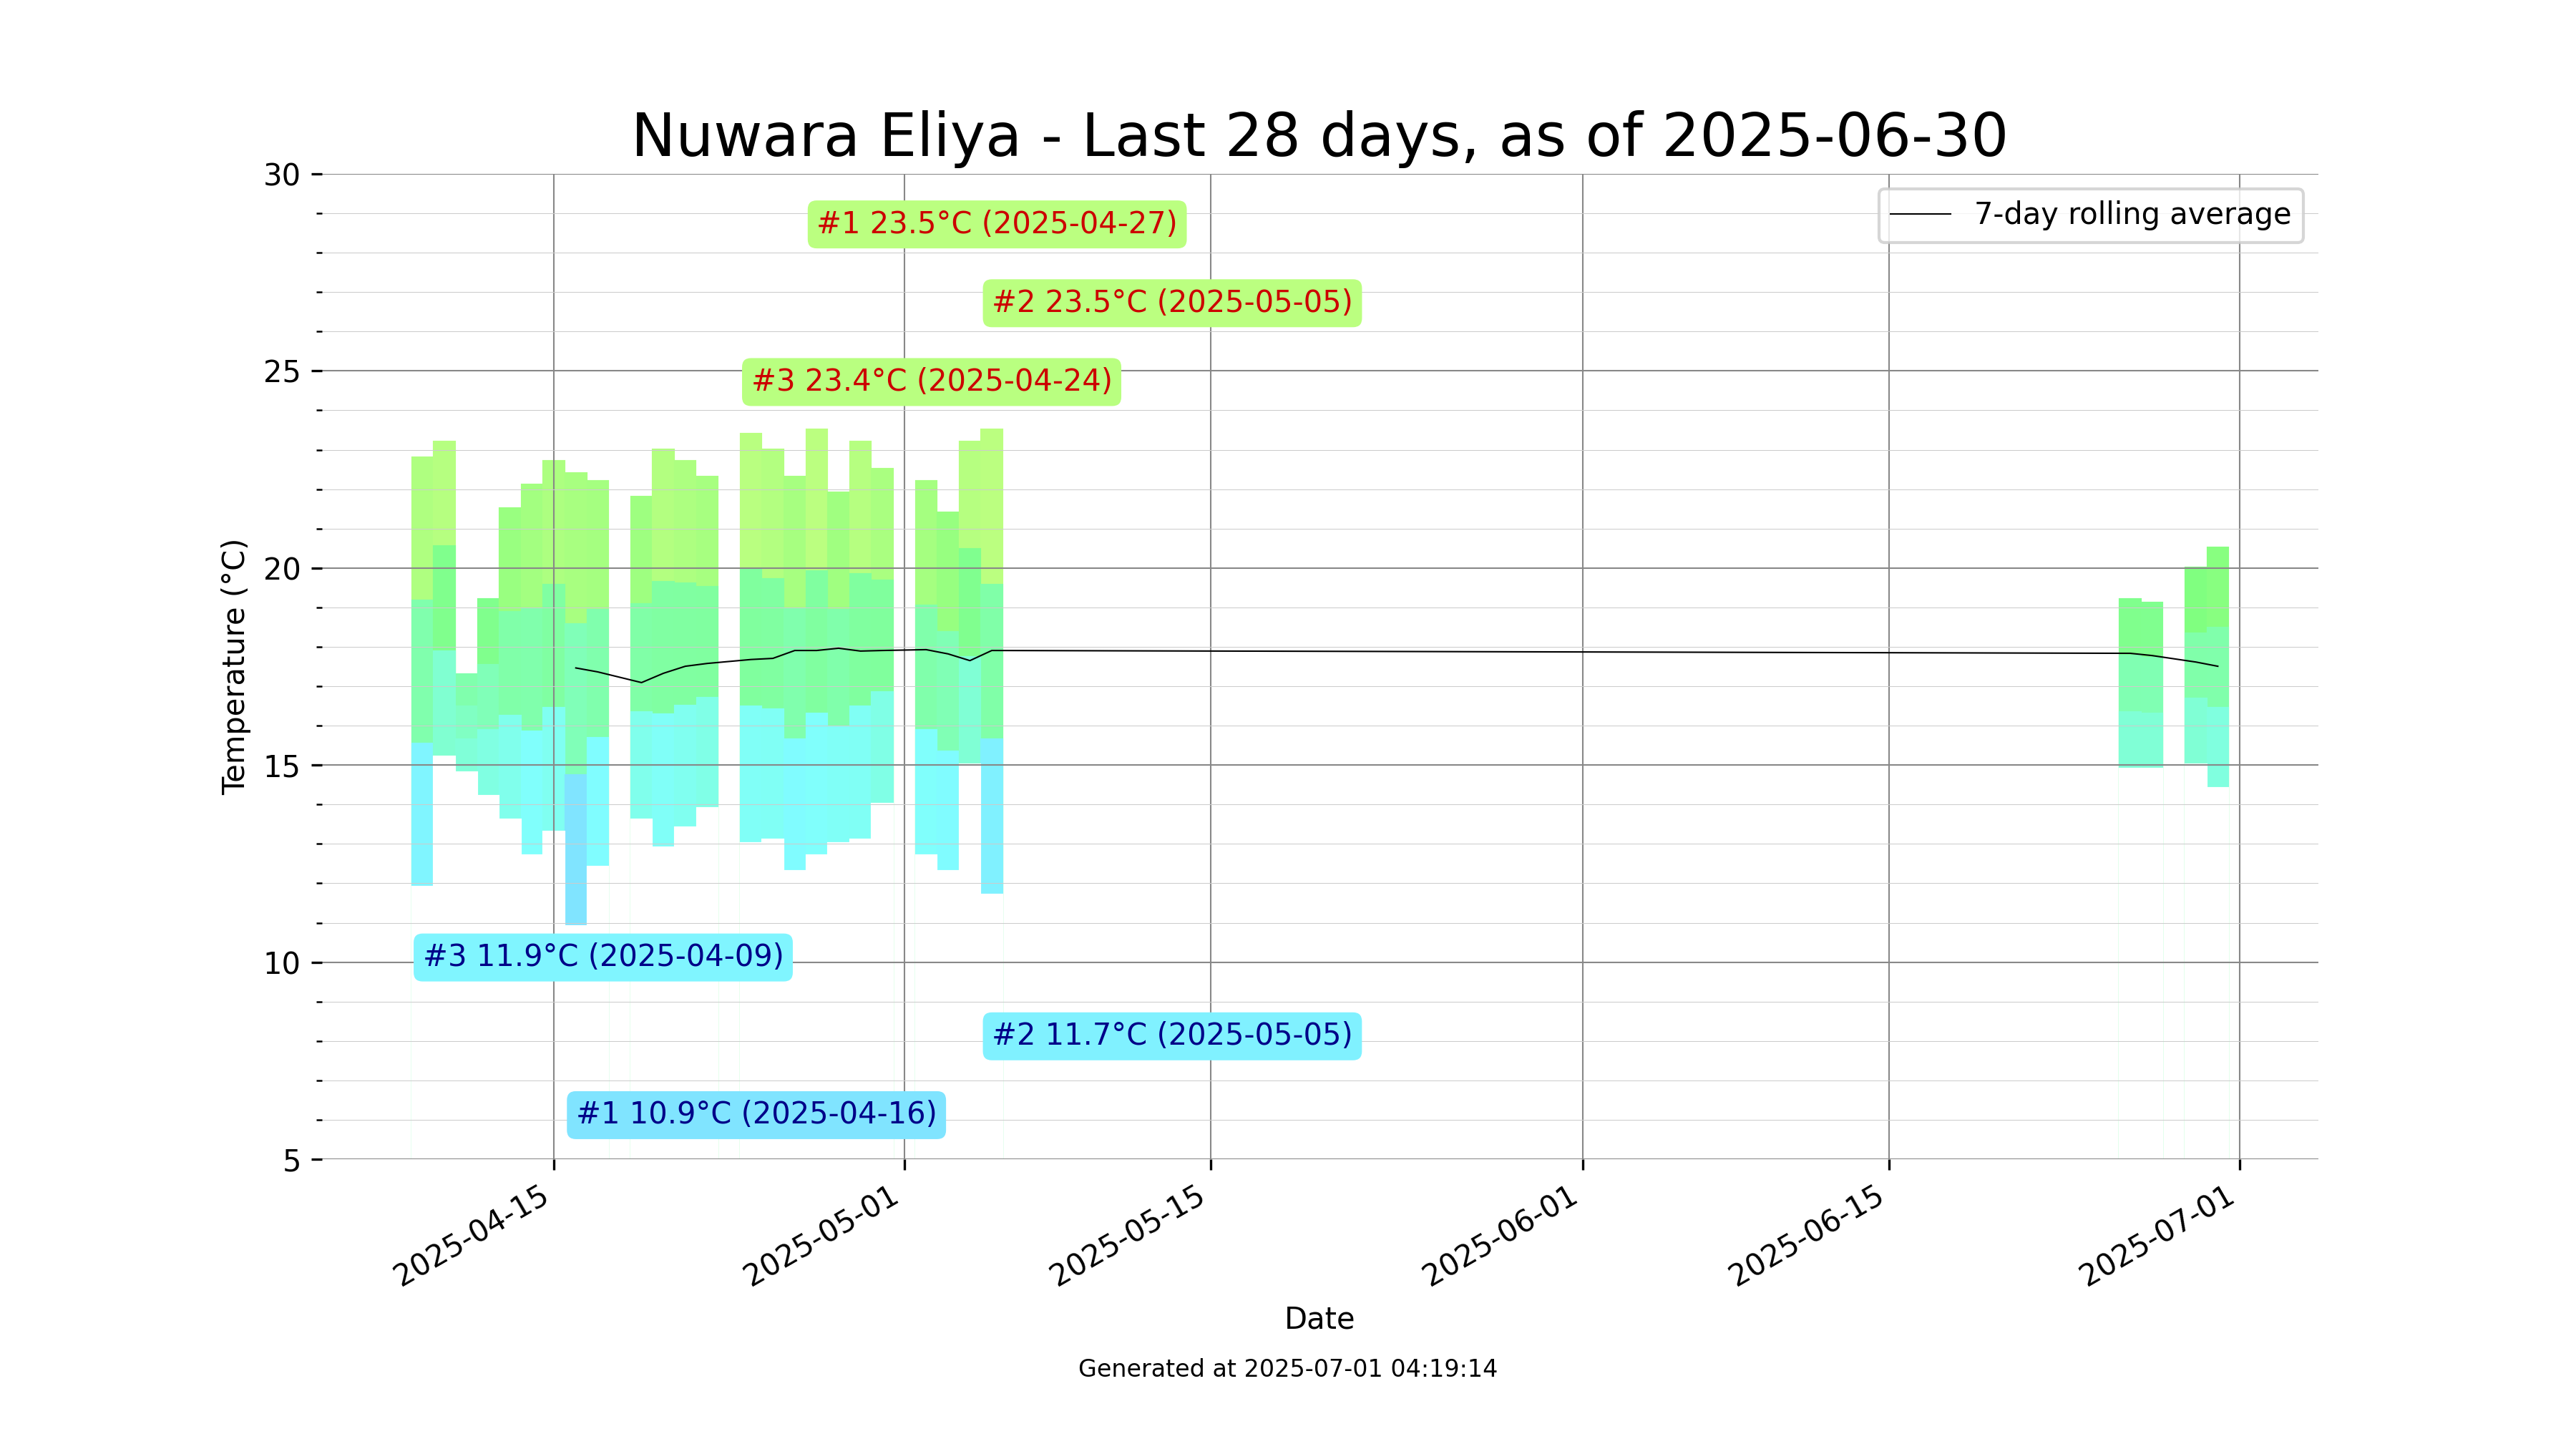 Nuwara Eliya - Last 28 days, as of 2025-06-30
30
7-day rolling average
#1 23.5°C (2025-04-27)
#2 23.5°C (2025-05-05)
25
#3 23.4°C (2025-04-24)
20
Temperature (°C)
15
#3 11.9°C (2025-04-09)
10
#2 11.7°C (2025-05-05)
#1 10.9°C (2025-04-16)
5
2025-04-15
2025-05-01
2025-05-15
2025-06-01
2025-06-15
2025-07-01
Date
Generated at 2025-07-01 04:19:14